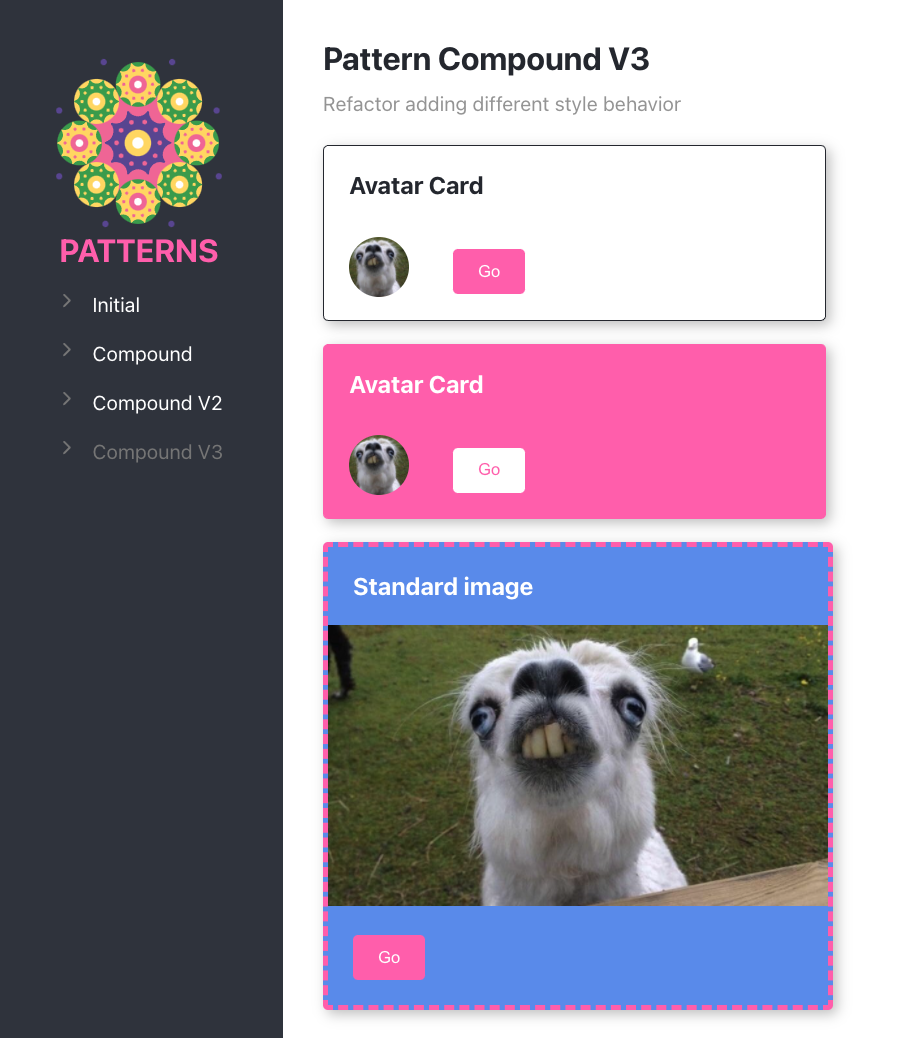 PATTERNS
Initial
Compound
Compound V2
Compound V3
Pattern Compound V3
Refactor adding different style behavior
Avatar Card
Go
Avatar Card
Go
Standard image
Go